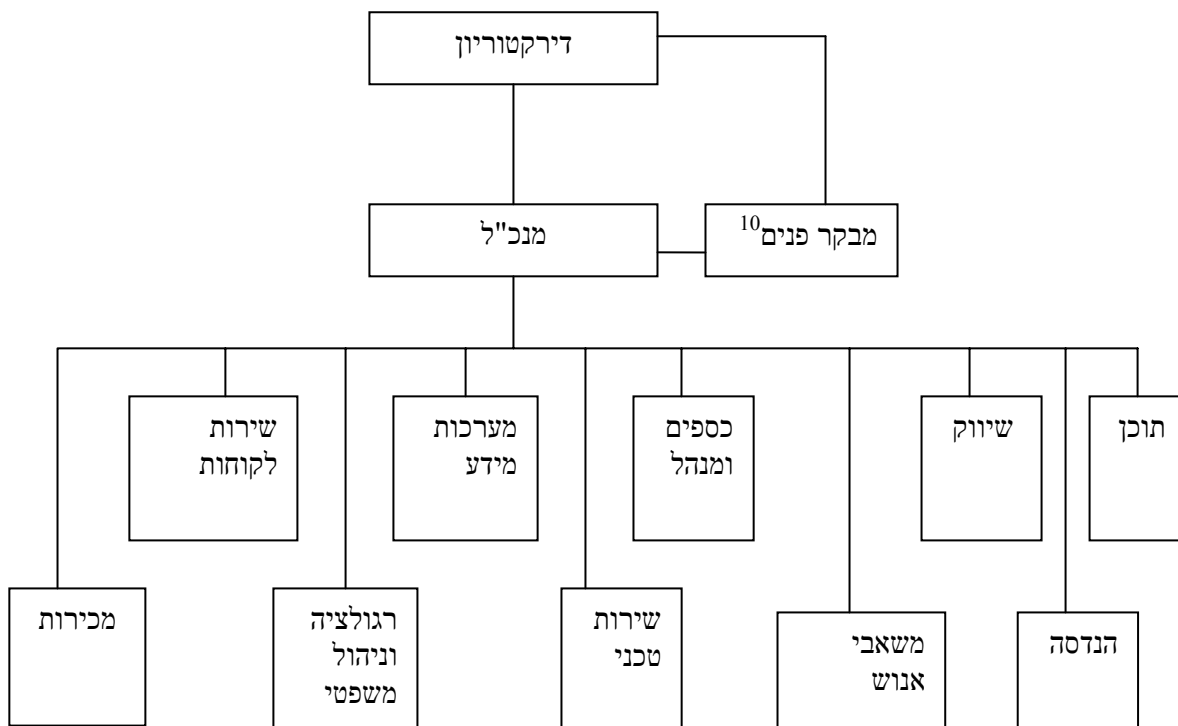 דירקטוריון
מנכ"ל
מבקר פנים10
תוכן
שיווק
כספים
ומנהל
מערכות
מידע
שירות
לקוחות
הנדסה
משאבי
אנוש
שירות
טכני
רגולציה
וניהול
משפטי
מכירות